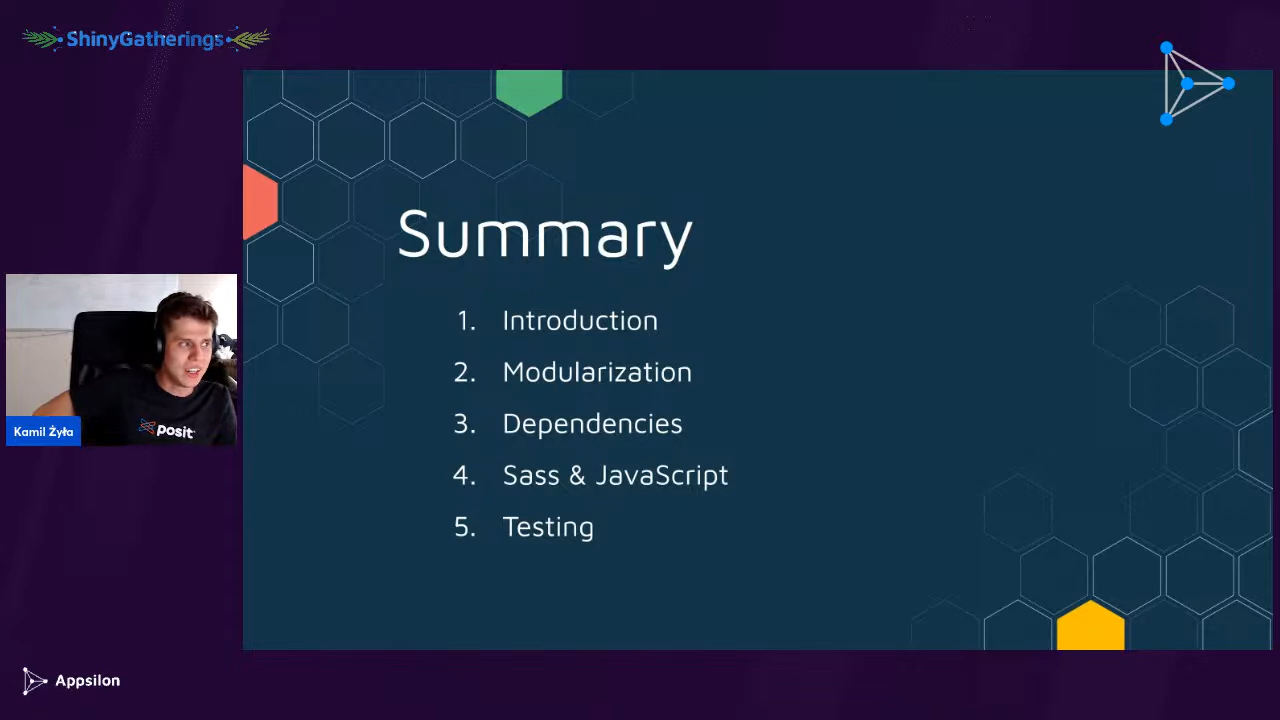 ShinyGatherings
Summary
1. Introduction
2. Modularization
3. Dependencies
4. Sass & JavaScript
5. Testing
posit
Kamil Żyła
Appsilon